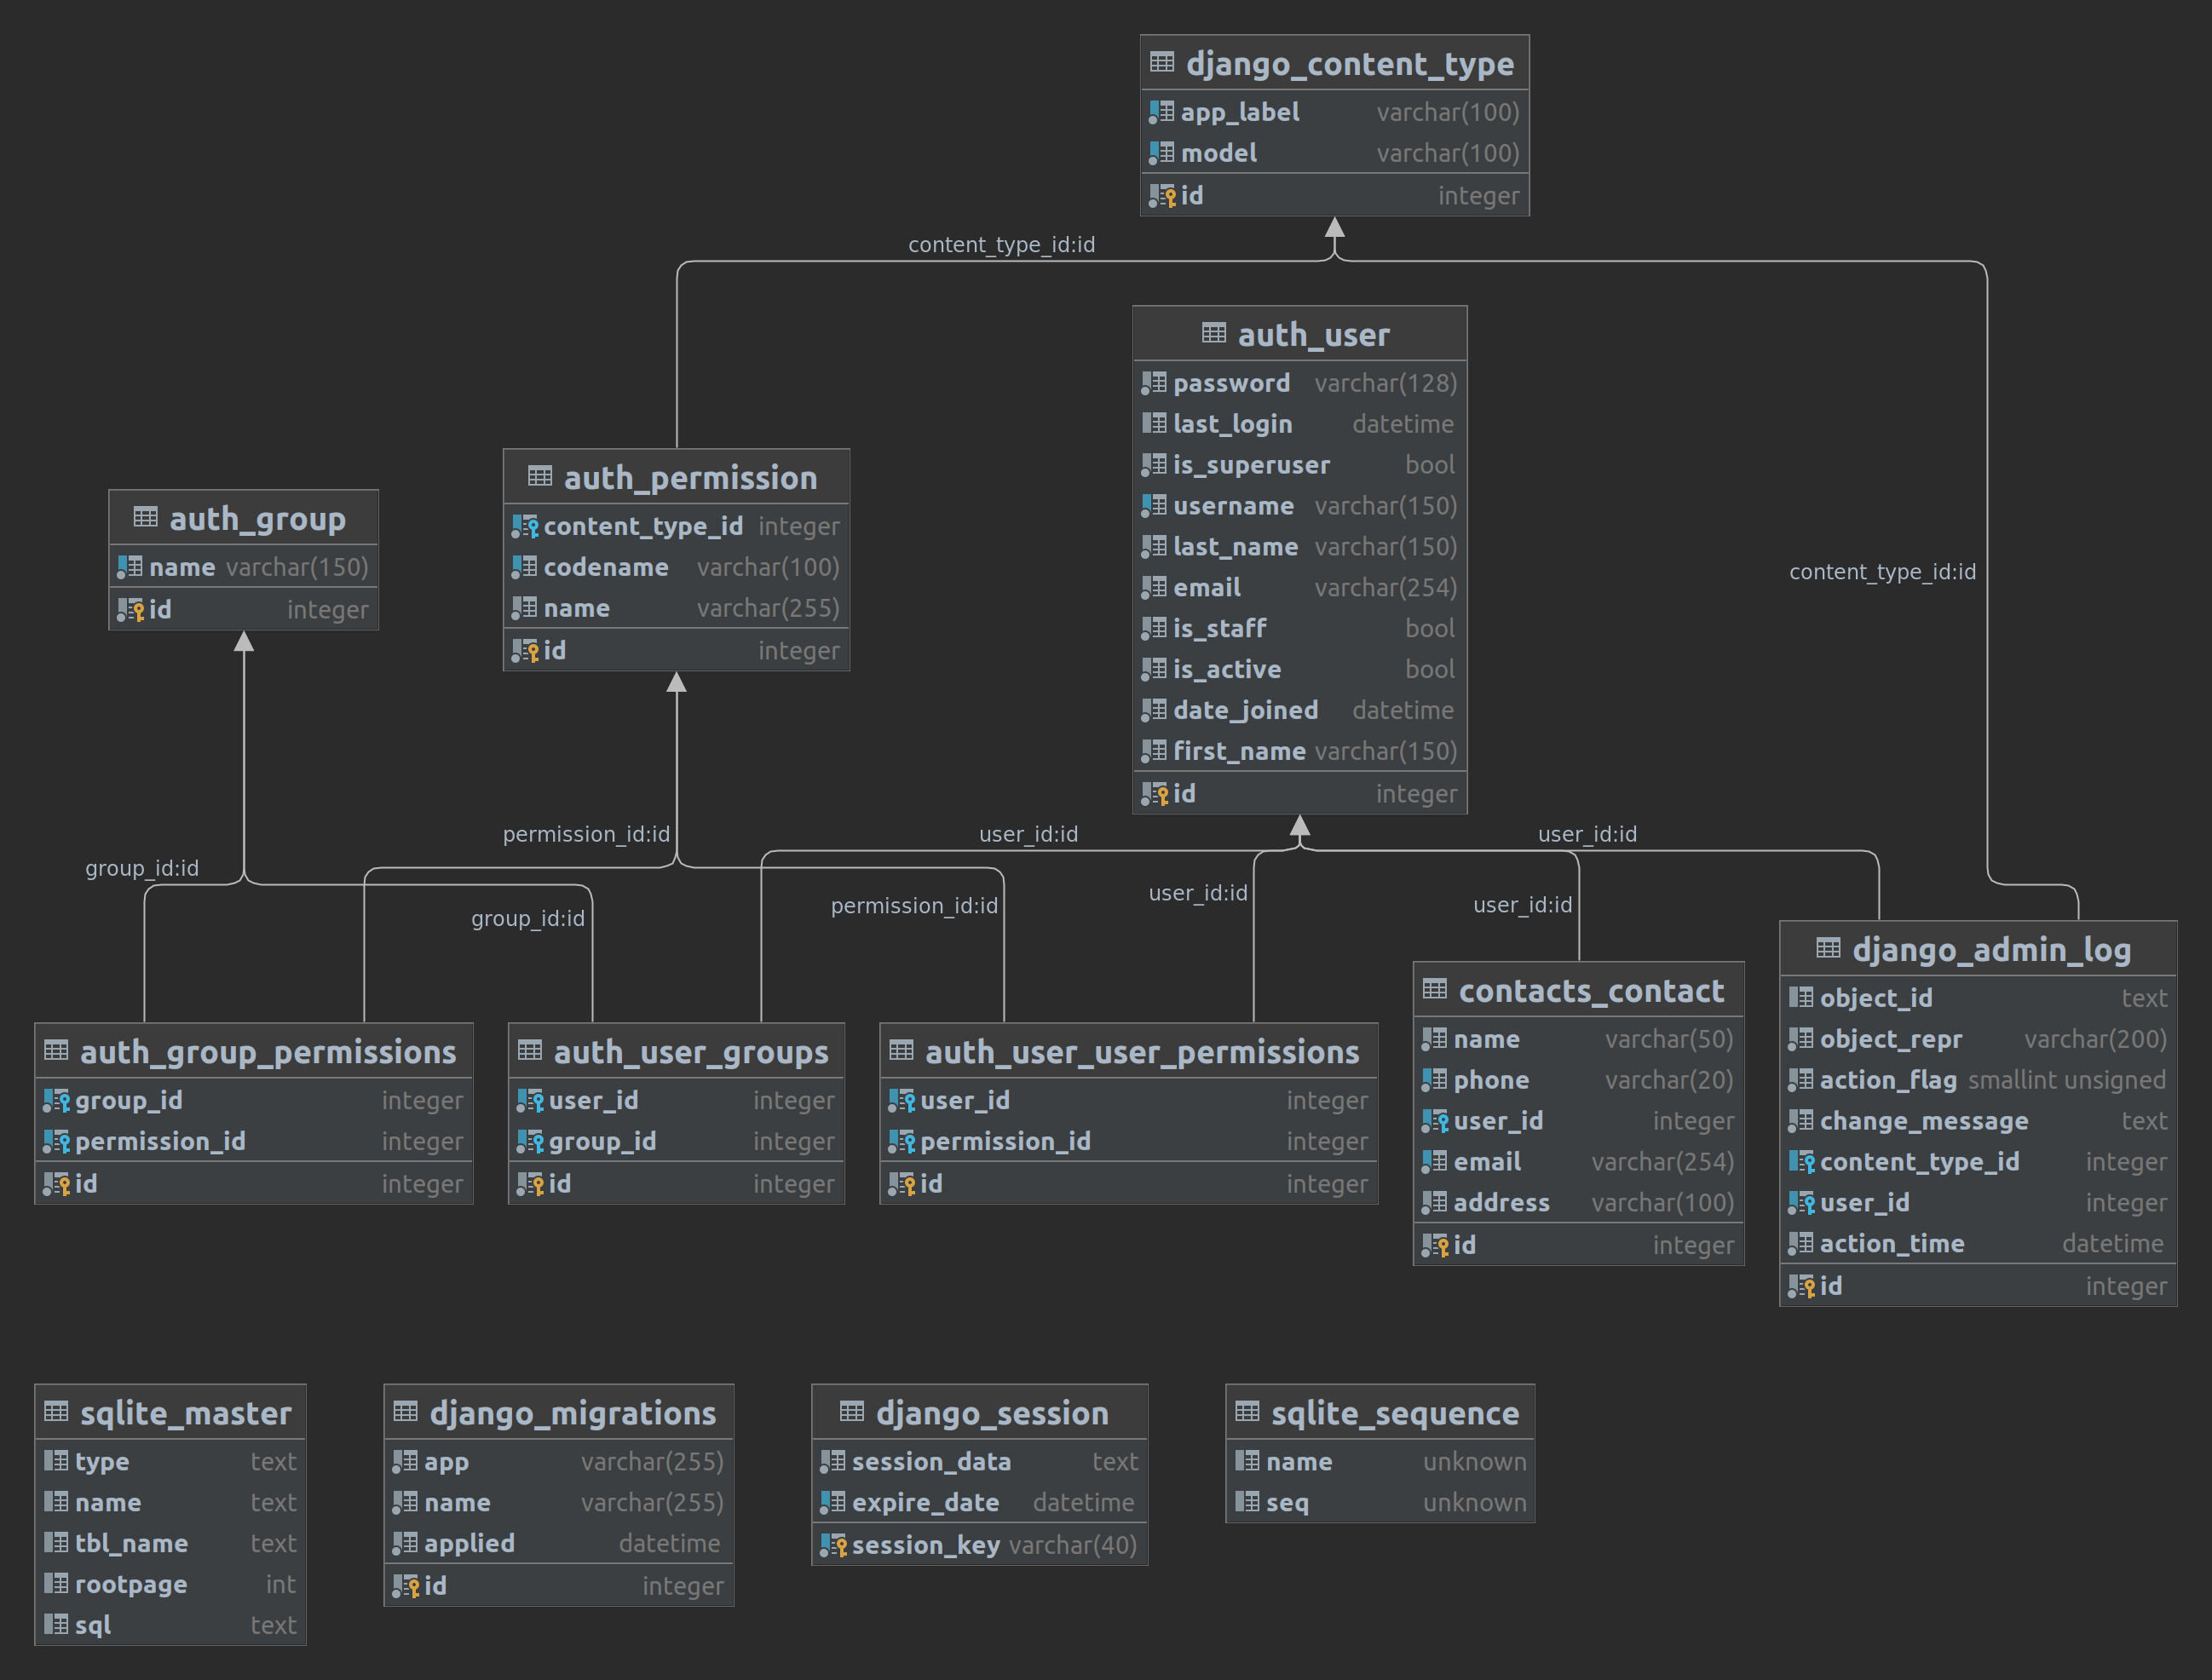 django_content_type
app_label varchar(100)
model varchar(100)
id integer
content_type_id:id
auth_user
password varchar(128)
last_login datetime
is_superuser bool
username varchar(150)
last_name varchar(150)
email varchar(254)
is_staff bool
is_active bool
date_joined datetime
first_name varchar(150)
id integer
auth_permission
content_type_id integer
codename varchar(100)
name varchar(255)
id integer
auth_group
name varchar(150)
id integer
content_type_id:id
permission_id:id
user_id:id
user_id:id
group_id:id
group_id:id
permission_id:id
user_id:id
user_id:id
auth_group_permissions
group_id integer
permission_id integer
id integer
auth_user_groups
user_id integer
group_id integer
id integer
auth_user_user_permissions
user_id integer
permission_id integer
id integer
contacts_contact
name varchar(50)
phone varchar(20)
user_id integer
email varchar(254)
address varchar(100)
id integer
django_admin_log
object_id text
object_repr varchar(200)
action_flag smallint unsigned
change_message text
content_type_id integer
user_id integer
action_time datetime
id integer
sqlite_master
type text
name text
tbl_name text
rootpage int
sql text
django_migrations
app varchar(255)
name varchar(255)
applied datetime
id integer
django_session
session_data text
expire_date datetime
session_key varchar(40)
sqlite_sequence
name unknown
seq unknown